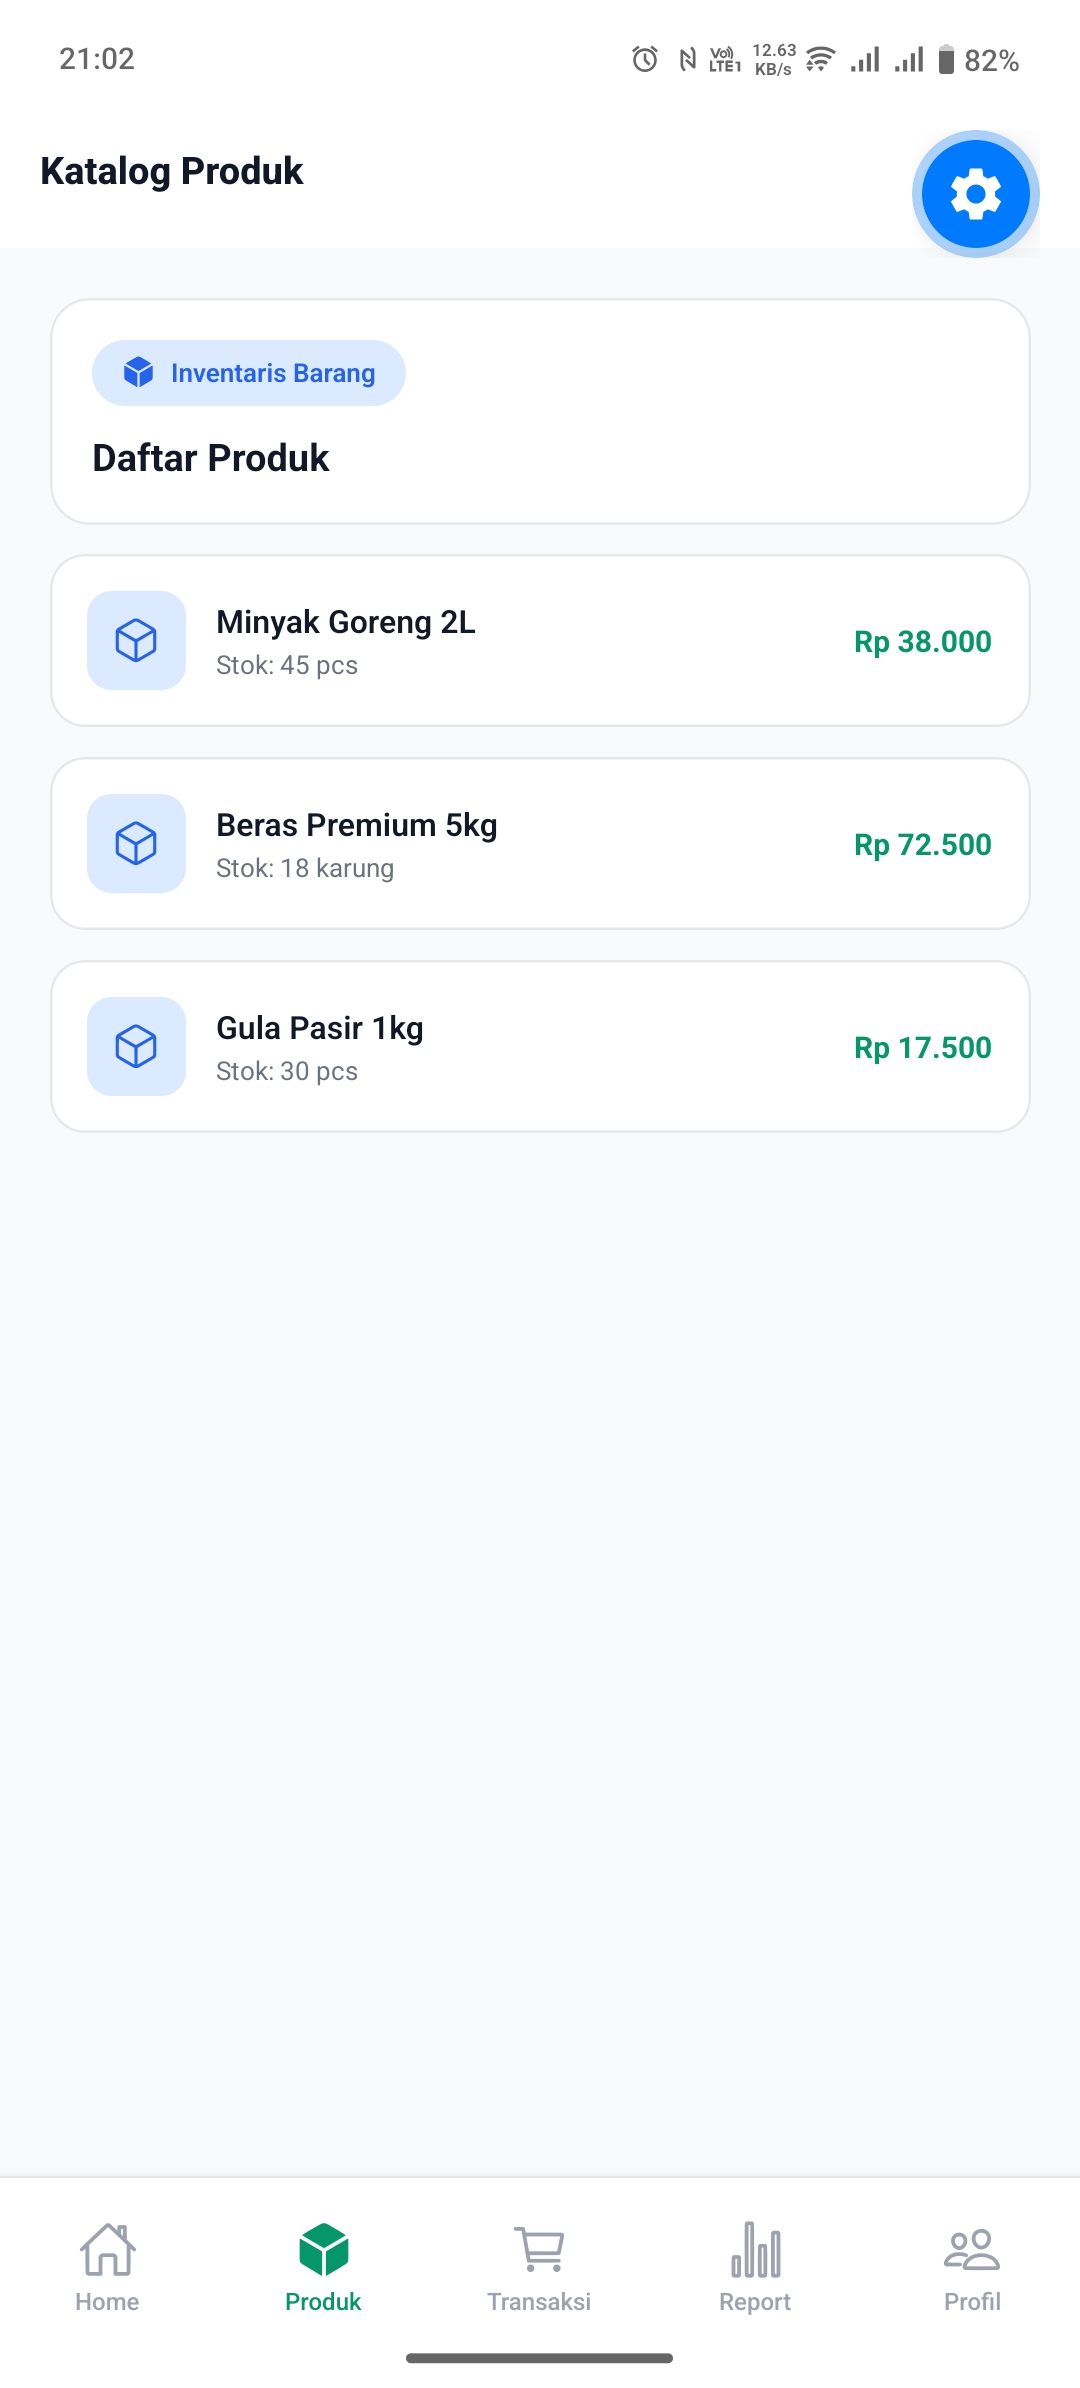 21:02
Vo)) LTE1
12.63 KB/s
82%
Katalog Produk
Inventaris Barang
Daftar Produk
Minyak Goreng 2L
Stok: 45 pcs
Rp 38.000
Beras Premium 5kg
Stok: 18 karung
Rp 72.500
Gula Pasir 1kg
Stok: 30 pcs
Rp 17.500
Home
Produk
Transaksi
Report
Profil